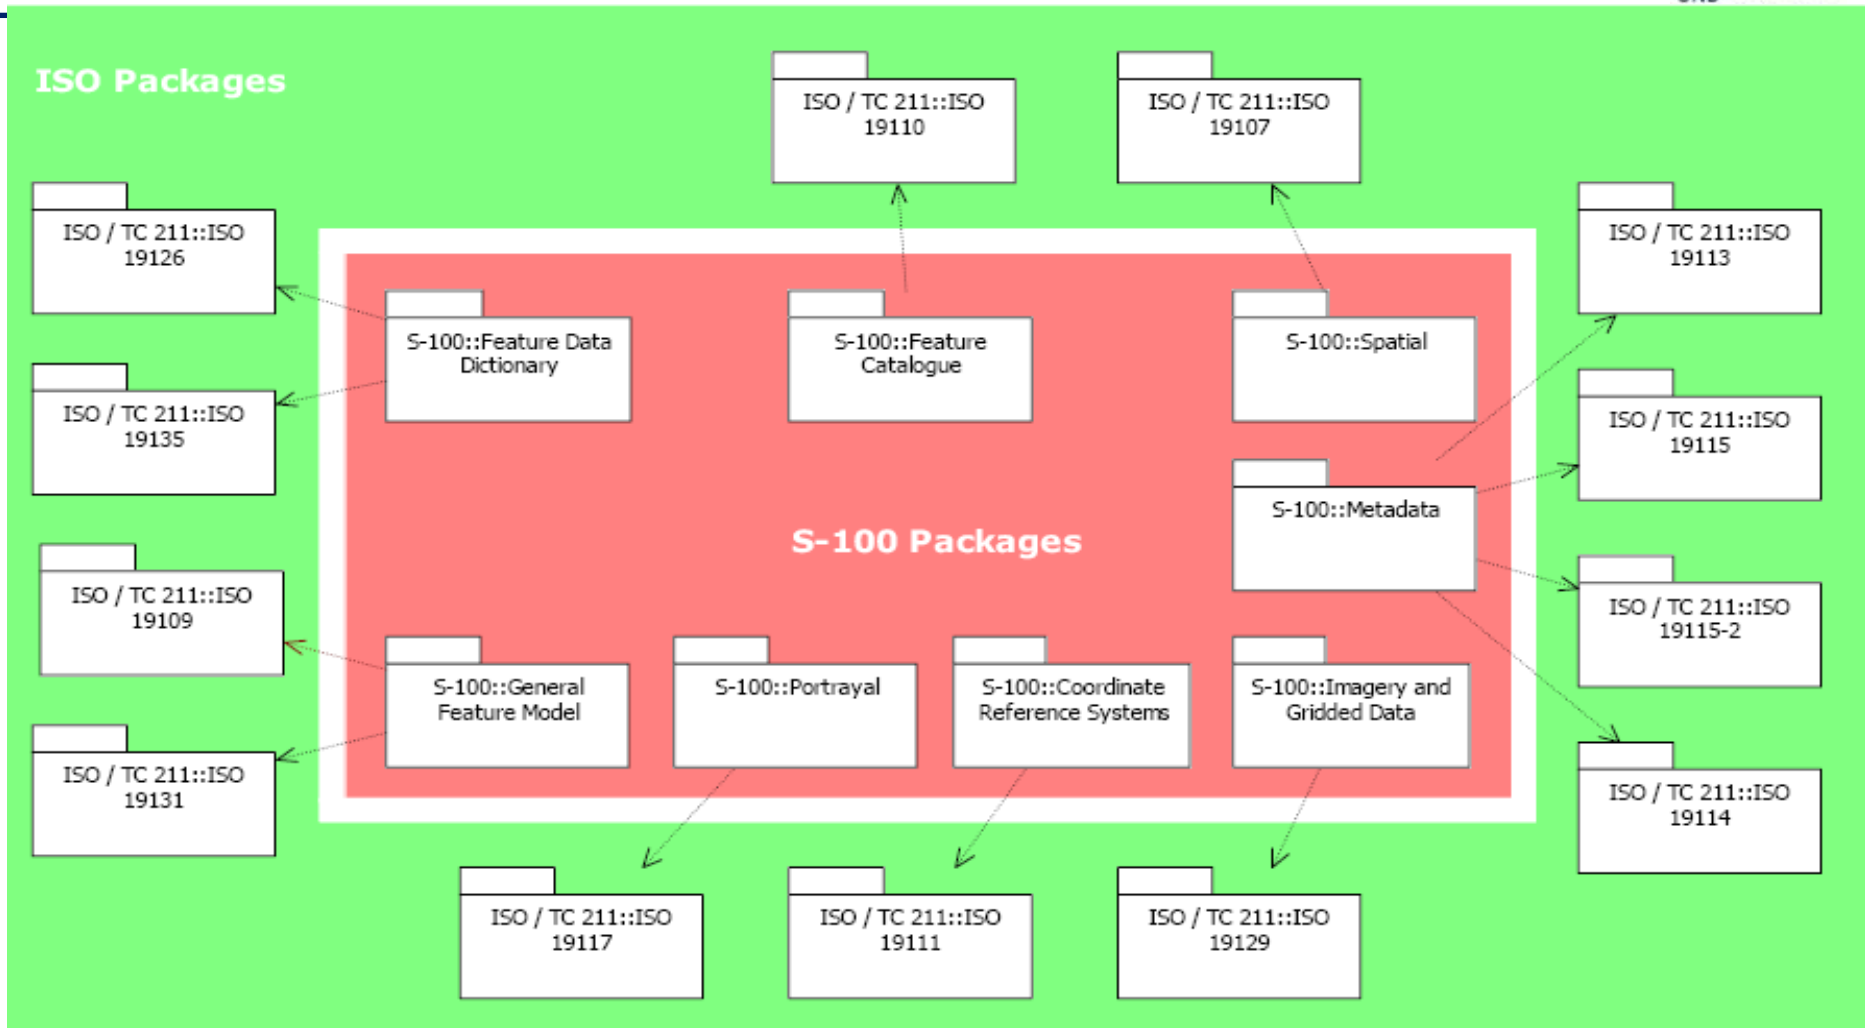 ISO Packages
ISO / TC 211::ISO
19110
ISO / TC 211::ISO
19107
ISO / TC 211::ISO
19126
ISO / TC 211::ISO
19113
S-100::Feature Data
Dictionary
S-100::Feature
Catalogue
S-100::Spatial
ISO / TC 211::ISO
19135
ISO / TC 211::ISO
19115
S-100::Metadata
S-100 Packages
ISO / TC 211::ISO
19109
ISO / TC 211::ISO
19115-2
S-100::General
Feature Model
S-100::Portrayal
S-100::Coordinate
Reference Systems
S-100::Imagery and
Gridded Data
ISO / TC 211::ISO
19131
ISO / TC 211::ISO
19114
ISO / TC 211::ISO
19117
ISO / TC 211::ISO
19111
ISO / TC 211::ISO
19129